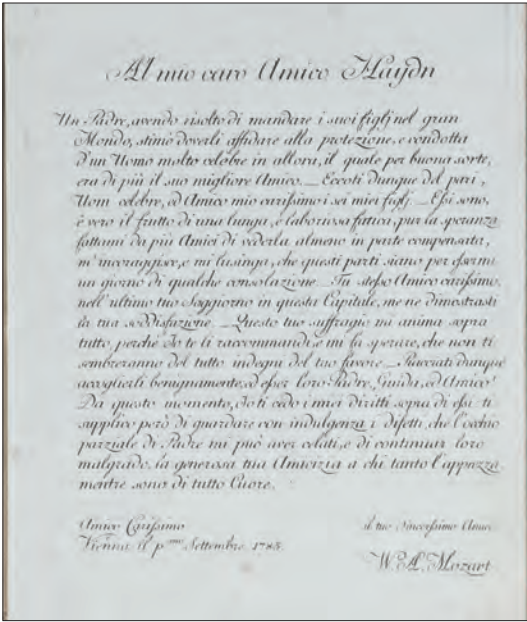 Al mio caro Amico Haydn
Un Padre, avendo risolto di mandare i suoi figlj nel gran
Mondo, stimò doverli affidare alla protezione, e condotta
d'un Uomo molto celebre in allora, il quale per buona sorte,
era di più il suo migliore Amico. — Eccoti dunque del pari,
Uom celebre, ed Amico mio carissimo i sei miei figlj. — Essi sono,
è vero il frutto di una lunga, e laboriosa fatica, pur la speranza
fattami da più Amici di vederla almeno in parte compensata,
m'incoraggisce, e mi lusinga, che questi parti siano per essermi
un giorno di qualche consolazione. — Tu stesso Amico carissimo,
nell'ultimo tuo Soggiorno in questa Capitale, me ne dimostrasti
la tua soddisfazione. — Questo tuo suffragio mi anima sopra
tutto, perchè Io te li raccommandi, e mi fa sperare, che non ti
sembreranno del tutto indegni del tuo favore. — Piacciati dunque
accoglierli benignamente, ed esser loro Padre, Guida, ed Amico!
Da questo momento, Io ti cedo i miei diritti sopra di essi: ti
supplico però di guardare con indulgenza i difetti, che l'occhio
parziale di Padre mi può aver celati, e di continuar loro
malgrado, la generosa tua Amicizia a chi tanto l'apprezza,
mentre sono di tutto Cuore.
Amico Carissimo il tuo Sincerissimo Amico
Vienna il p.mo Settembre 1785.
W. A. Mozart